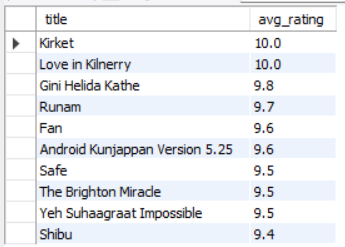 title avg_rating
Kirket 10.0
Love in Kilnerry 10.0
Gini Helida Kathe 9.8
Runam 9.7
Fan 9.6
Android Kunjappan Version 5.25 9.6
Safe 9.5
The Brighton Miracle 9.5
Yeh Suhaagraat Impossible 9.5
Shibu 9.4